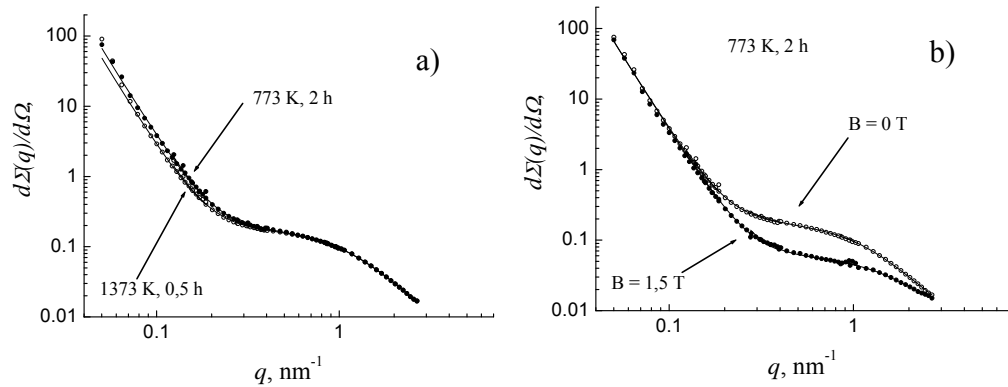 a)
100
10
1
0.1
0.01
dΣ(q)/dΩ,
773 K, 2 h
1373 K, 0,5 h
0.1
1
q, nm⁻¹
b)
773 K, 2 h
100
10
1
0.1
0.01
dΣ(q)/dΩ,
B = 0 T
B = 1,5 T
0.1
1
q, nm⁻¹